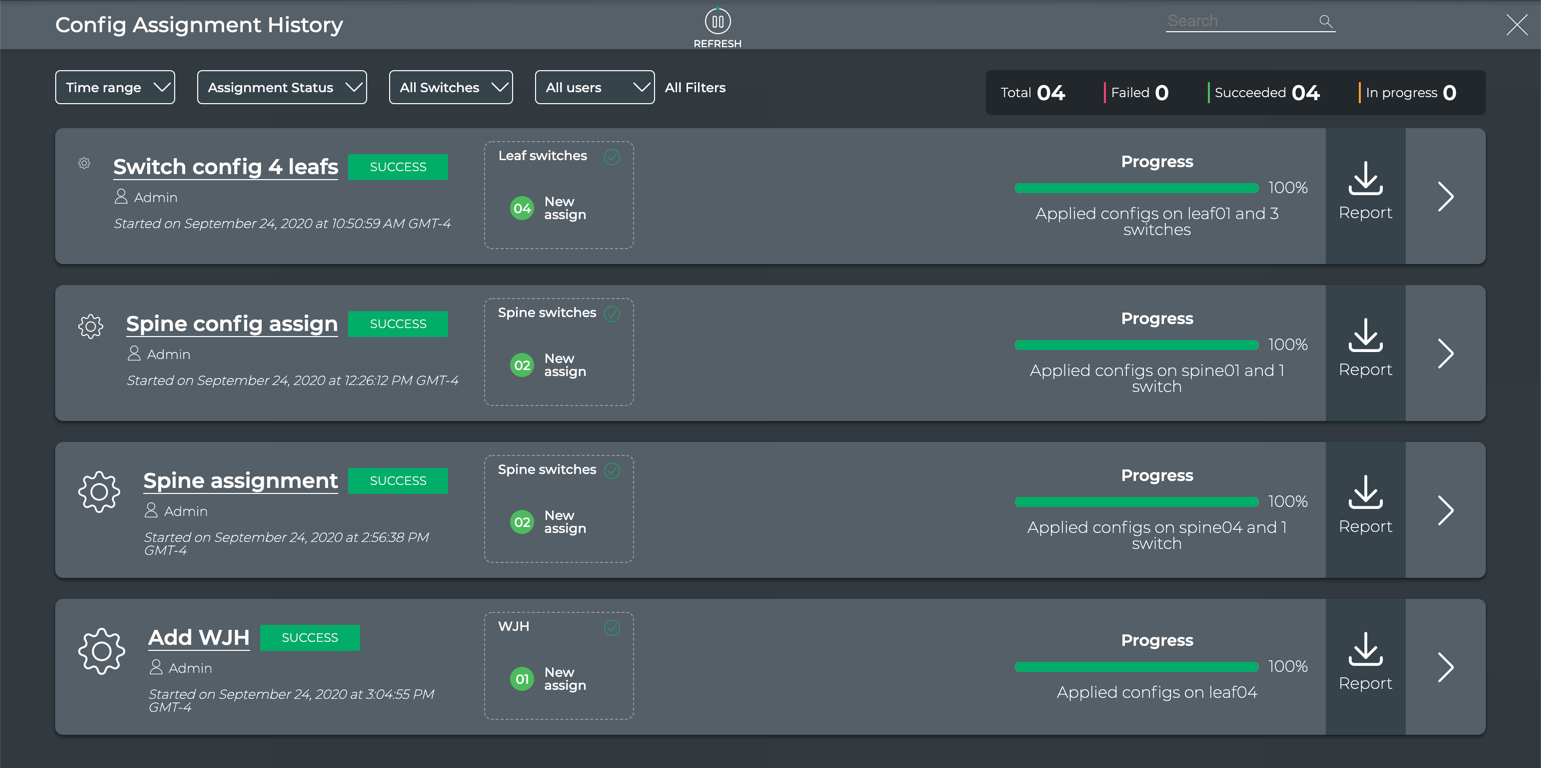 Config Assignment History
REFRESH
Search
Time range
Assignment Status
All Switches
All users
All Filters
Total 04
Failed 0
Succeeded 04
In progress 0
Switch config 4 leafs
SUCCESS
Admin
Started on September 24, 2020 at 10:50:59 AM GMT-4
Leaf switches
04
New
assign
Progress
100%
Applied configs on leaf01 and 3
switches
Report
Spine config assign
SUCCESS
Admin
Started on September 24, 2020 at 12:26:12 PM GMT-4
Spine switches
02
New
assign
Progress
100%
Applied configs on spine01 and 1
switch
Report
Spine assignment
SUCCESS
Admin
Started on September 24, 2020 at 2:56:38 PM
GMT-4
Spine switches
02
New
assign
Progress
100%
Applied configs on spine04 and 1
switch
Report
Add WJH
SUCCESS
Admin
Started on September 24, 2020 at 3:04:55 PM
GMT-4
WJH
01
New
assign
Progress
100%
Applied configs on leaf04
Report